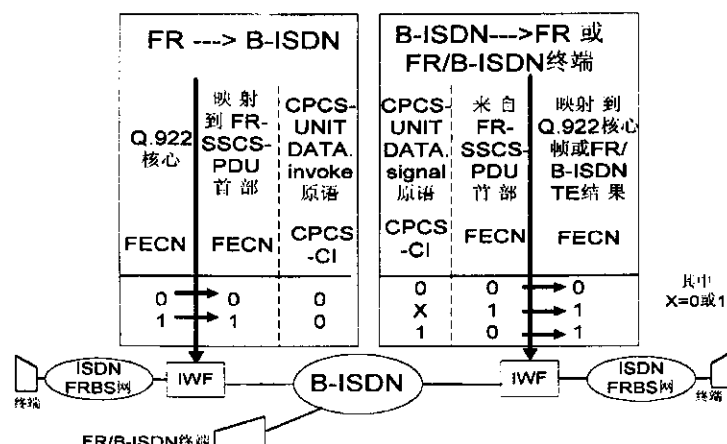 FR ---> B-ISDN
Q.922
核心
映 射
到 FR-
SSCS-
PDU
首 部
CPCS-
UNIT
DATA.
invoke
原语
FECN
FECN
CPCS
-CI
0
0
0
1
1
0
B-ISDN--->FR 或
FR/B-ISDN终端
CPCS-
UNIT
DATA.
signal
原语
来 自
FR-
SSCS-
PDU
首 部
映 射 到
Q.922核心
帧或FR/
B-ISDN
TE结果
CPCS
-CI
FECN
FECN
0
0
0
X
1
1
1
0
1
其中
X=0或1
终端
ISDN
FRBS网
IWF
B-ISDN
IWF
ISDN
FRBS网
终端
FR/B-ISDN终端